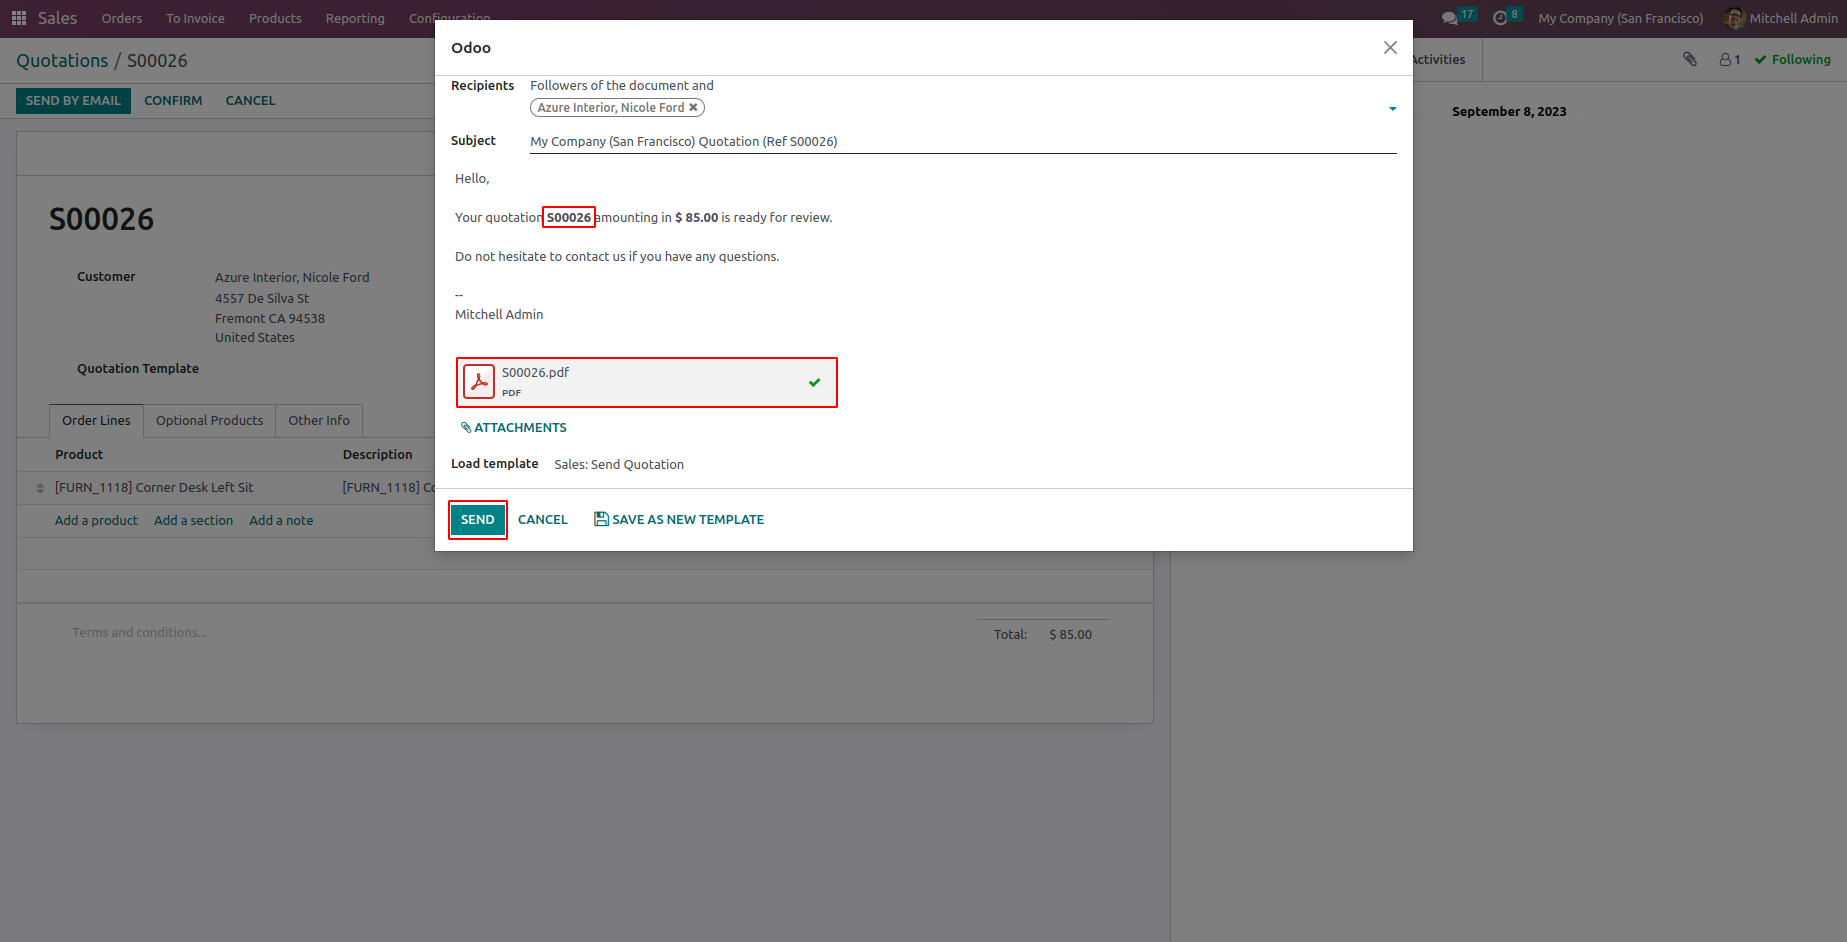 Sales Orders To Invoice Products Reporting Configuration 17 8 My Company (San Francisco) Mitchell Admin
Quotations / S00026
Activities 1 Following
SEND BY EMAIL CONFIRM CANCEL
September 8, 2023
S00026
Customer Azure Interior, Nicole Ford
4557 De Silva St
Fremont CA 94538
United States
Quotation Template
Order Lines Optional Products Other Info
Product Description
[FURN_1118] Corner Desk Left Sit [FURN_1118] Co
Add a product Add a section Add a note
Terms and conditions...
Total: $ 85.00
Odoo
Recipients Followers of the document and
Azure Interior, Nicole Ford
Subject My Company (San Francisco) Quotation (Ref S00026)
Hello,
Your quotation S00026 amounting in $ 85.00 is ready for review.
Do not hesitate to contact us if you have any questions.
--
Mitchell Admin
S00026.pdf
PDF
ATTACHMENTS
Load template Sales: Send Quotation
SEND CANCEL SAVE AS NEW TEMPLATE